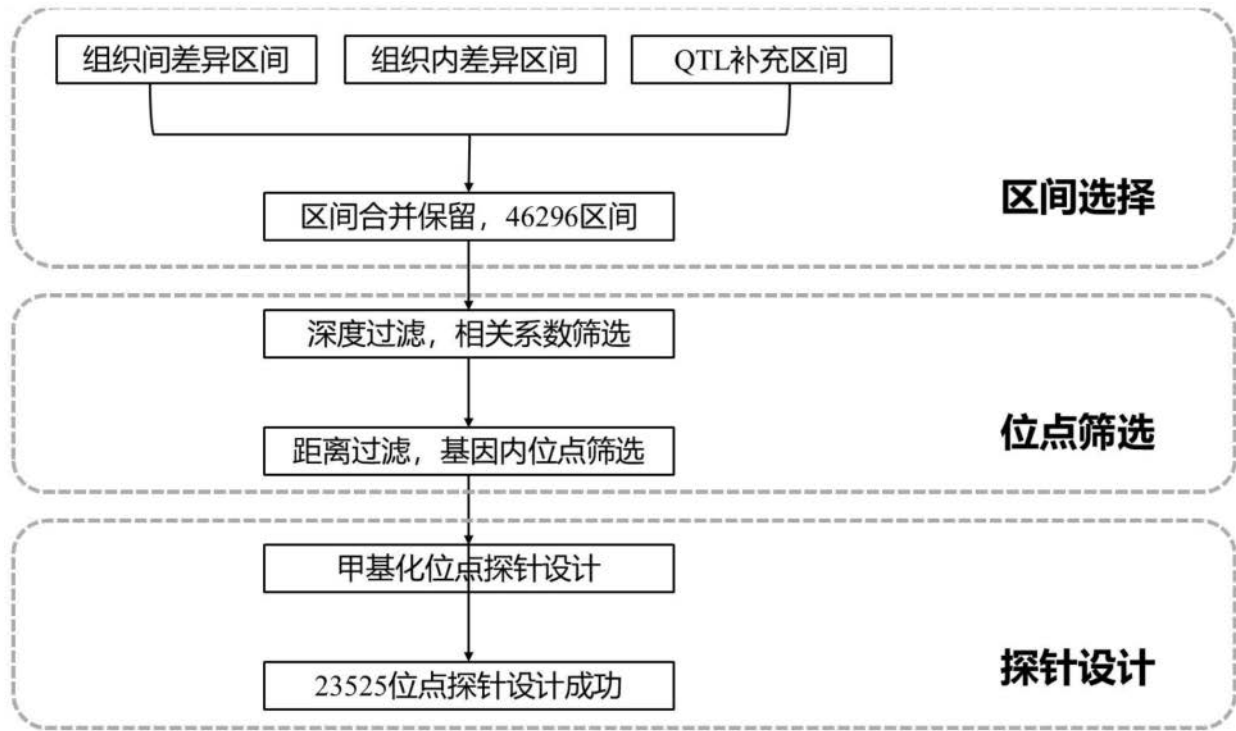 组织间差异区间
组织内差异区间
QTL补充区间
区间合并保留，46296区间
区间选择
深度过滤，相关系数筛选
距离过滤，基因内位点筛选
位点筛选
甲基化位点探针设计
23525位点探针设计成功
探针设计